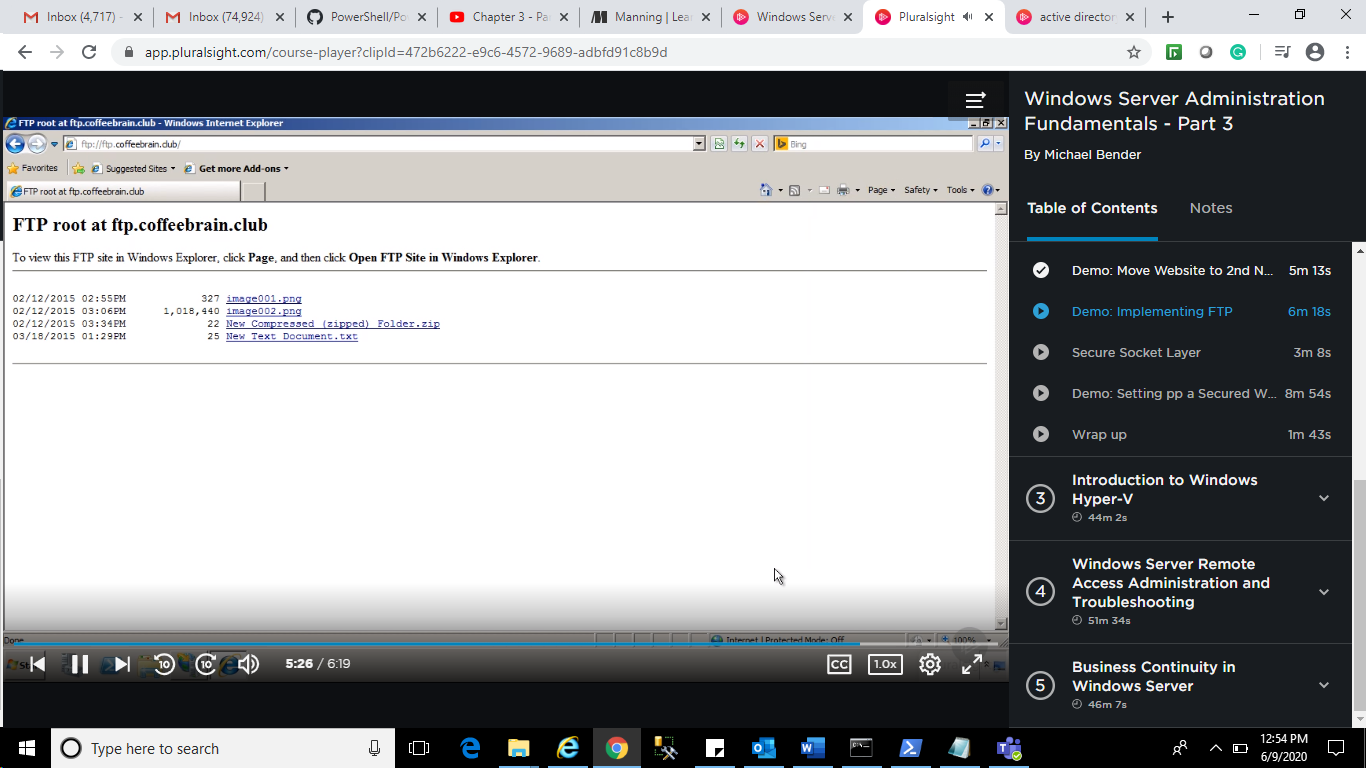 Inbox (4,717) -
Inbox (74,924)
PowerShell/Po
Chapter 3 - Pa
Manning | Lea
Windows Serv
Pluralsight
active director
app.pluralsight.com/course-player?clipId=472b6222-e9c6-4572-9689-adbfd91c8b9d
FTP root at ftp.coffeebrain.club - Windows Internet Explorer
ftp://ftp.coffeebrain.club/
Bing
Favorites
Suggested Sites
Get more Add-ons
FTP root at ftp.coffeebrain.club
Page
Safety
Tools
FTP root at ftp.coffeebrain.club
To view this FTP site in Windows Explorer, click Page, and then click Open FTP Site in Windows Explorer.
02/12/2015 02:55PM 327 image001.png
02/12/2015 03:06PM 1,018,440 image002.png
02/12/2015 03:34PM 22 New Compressed (zipped) Folder.zip
03/18/2015 01:29PM 25 New Text Document.txt
Done
Internet | Protected Mode: Off
100%
10
10
5:26 / 6:19
CC
1.0x
Windows Server Administration
Fundamentals - Part 3
By Michael Bender
Table of Contents
Notes
Demo: Move Website to 2nd N... 5m 13s
Demo: Implementing FTP 6m 18s
Secure Socket Layer 3m 8s
Demo: Setting pp a Secured W... 8m 54s
Wrap up 1m 43s
3
Introduction to Windows
Hyper-V
44m 2s
4
Windows Server Remote
Access Administration and
Troubleshooting
51m 34s
5
Business Continuity in
Windows Server
46m 7s
Type here to search
12:54 PM
6/9/2020